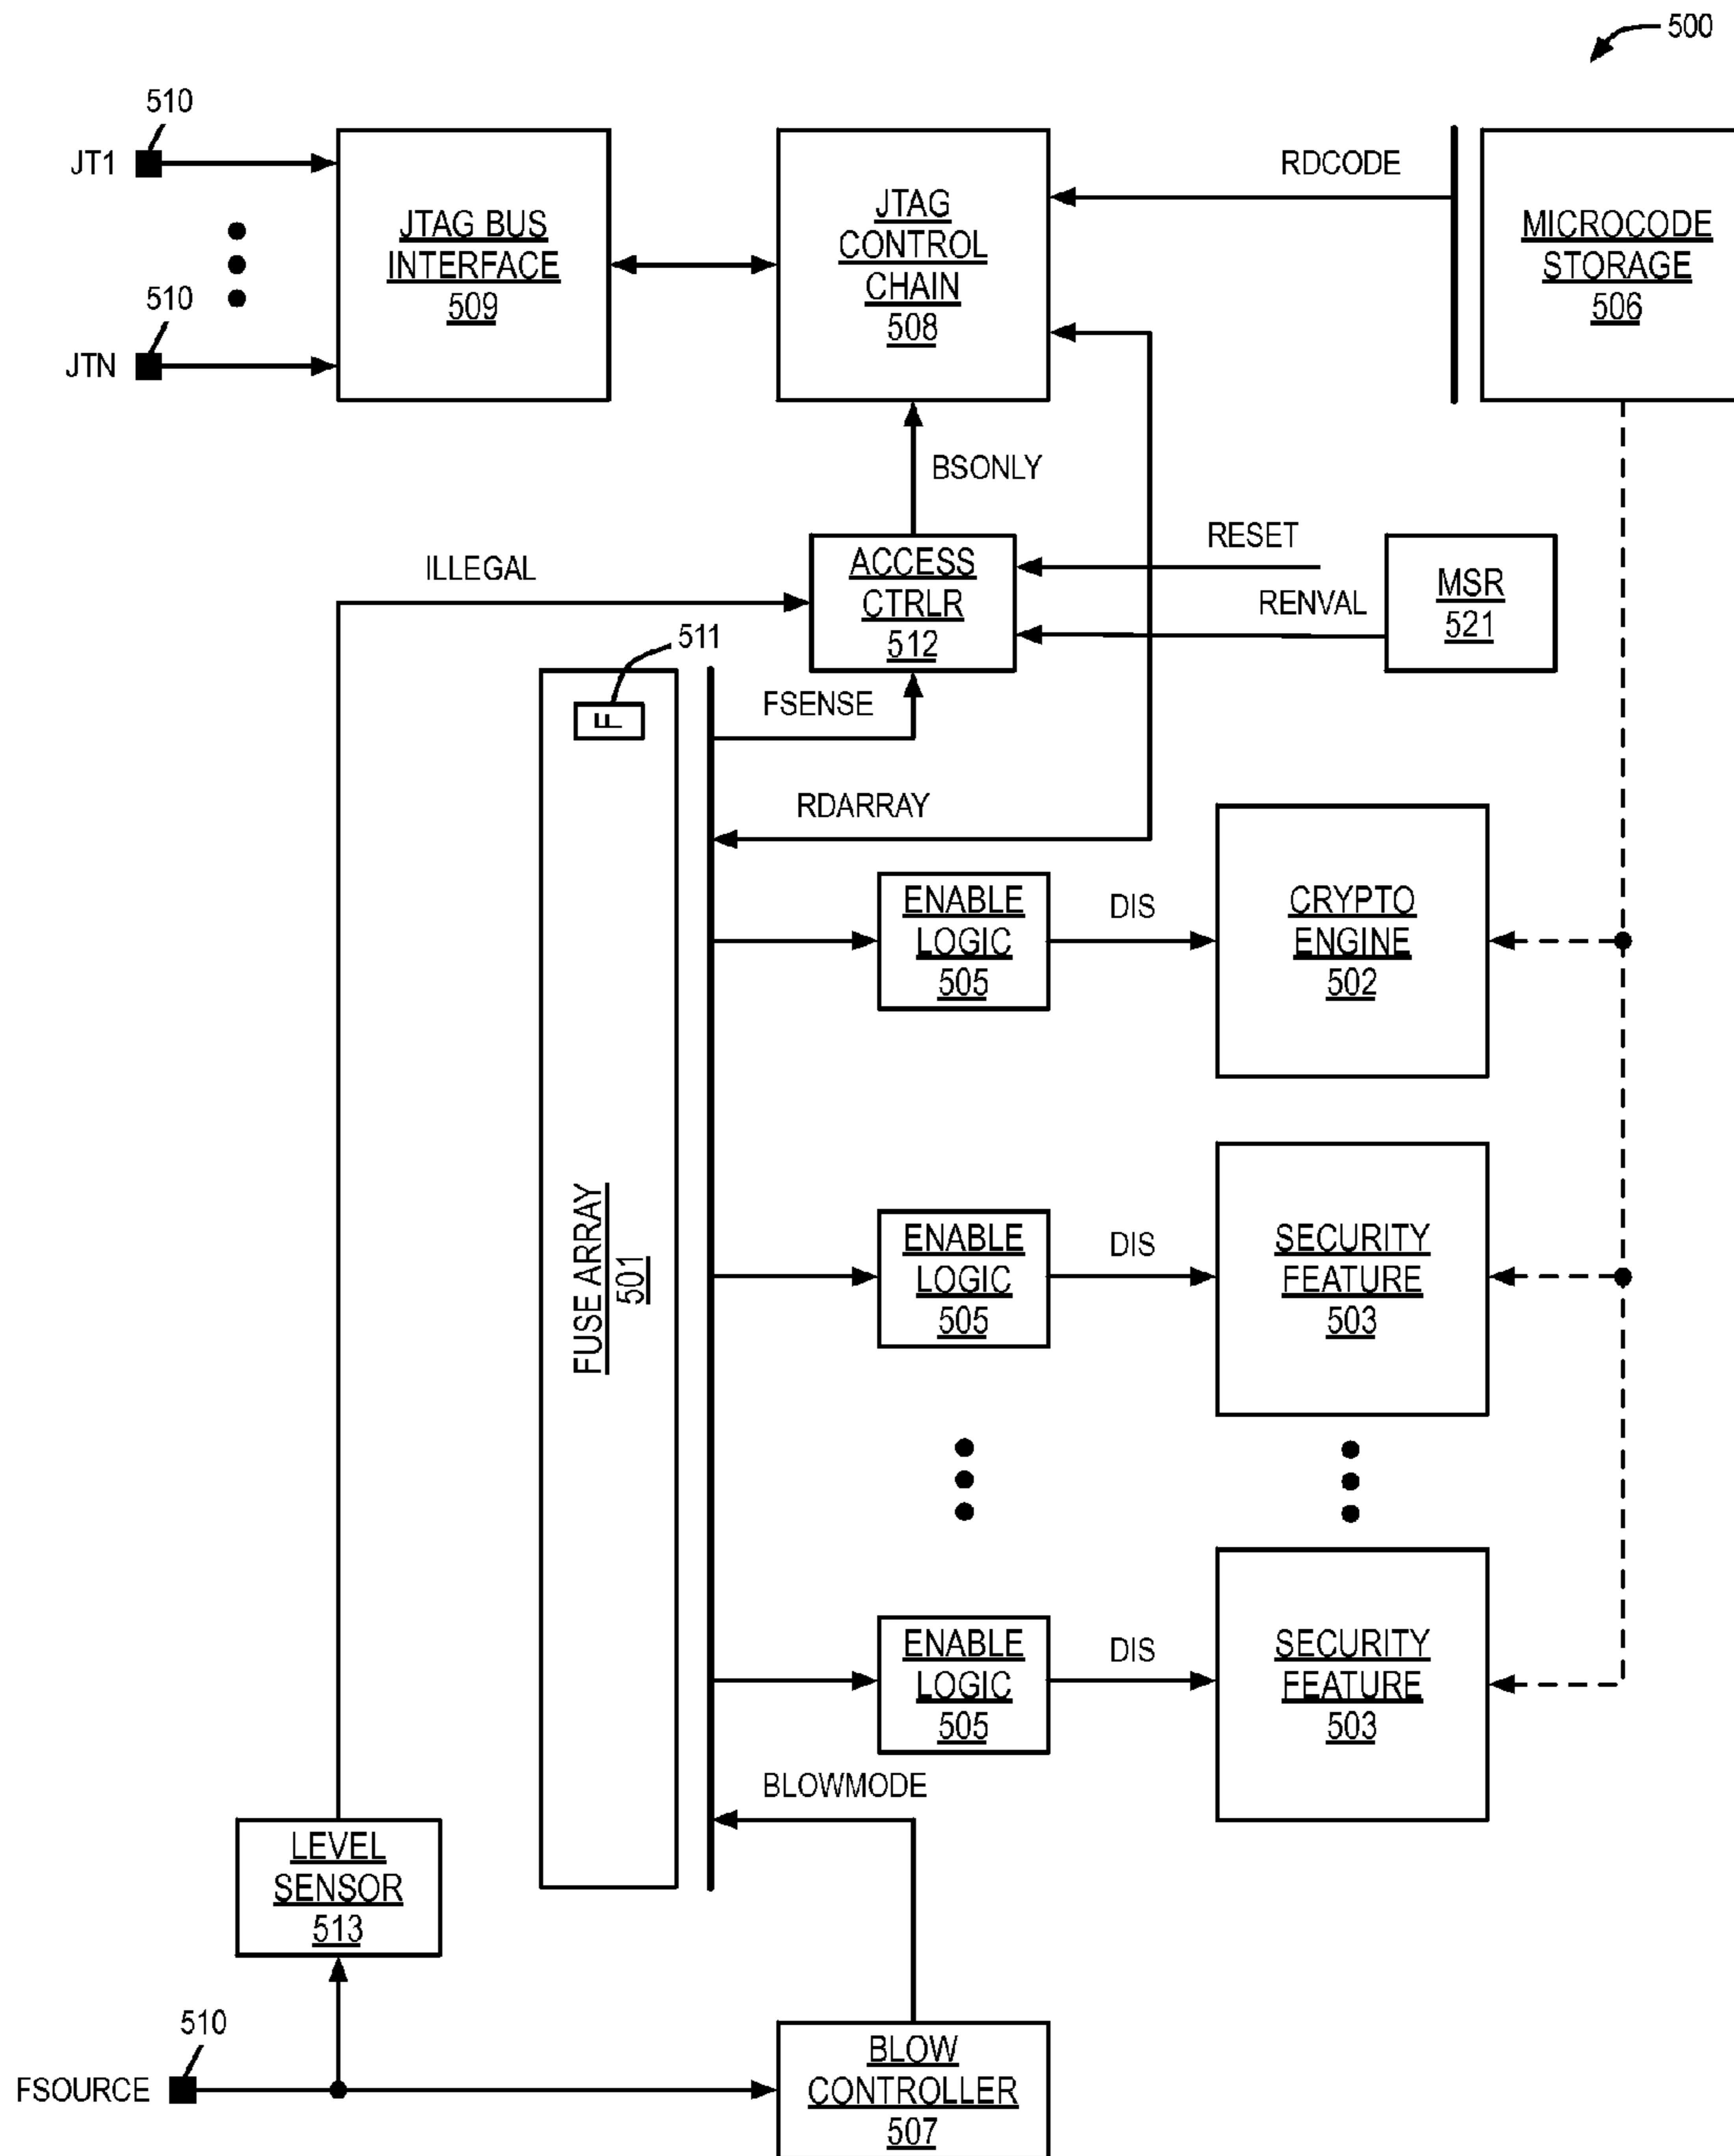 500
510
JT1
JTAG BUS
INTERFACE
509
JTAG
CONTROL
CHAIN
508
RDCODE
MICROCODE
STORAGE
506
510
JTN
BSONLY
ILLEGAL
ACCESS
CTRLR
512
RESET
RENVAL
MSR
521
511
F
FSENSE
RDARRAY
ENABLE
LOGIC
505
DIS
CRYPTO
ENGINE
502
FUSE ARRAY
501
ENABLE
LOGIC
505
DIS
SECURITY
FEATURE
503
ENABLE
LOGIC
505
DIS
SECURITY
FEATURE
503
BLOWMODE
LEVEL
SENSOR
513
510
FSOURCE
BLOW
CONTROLLER
507